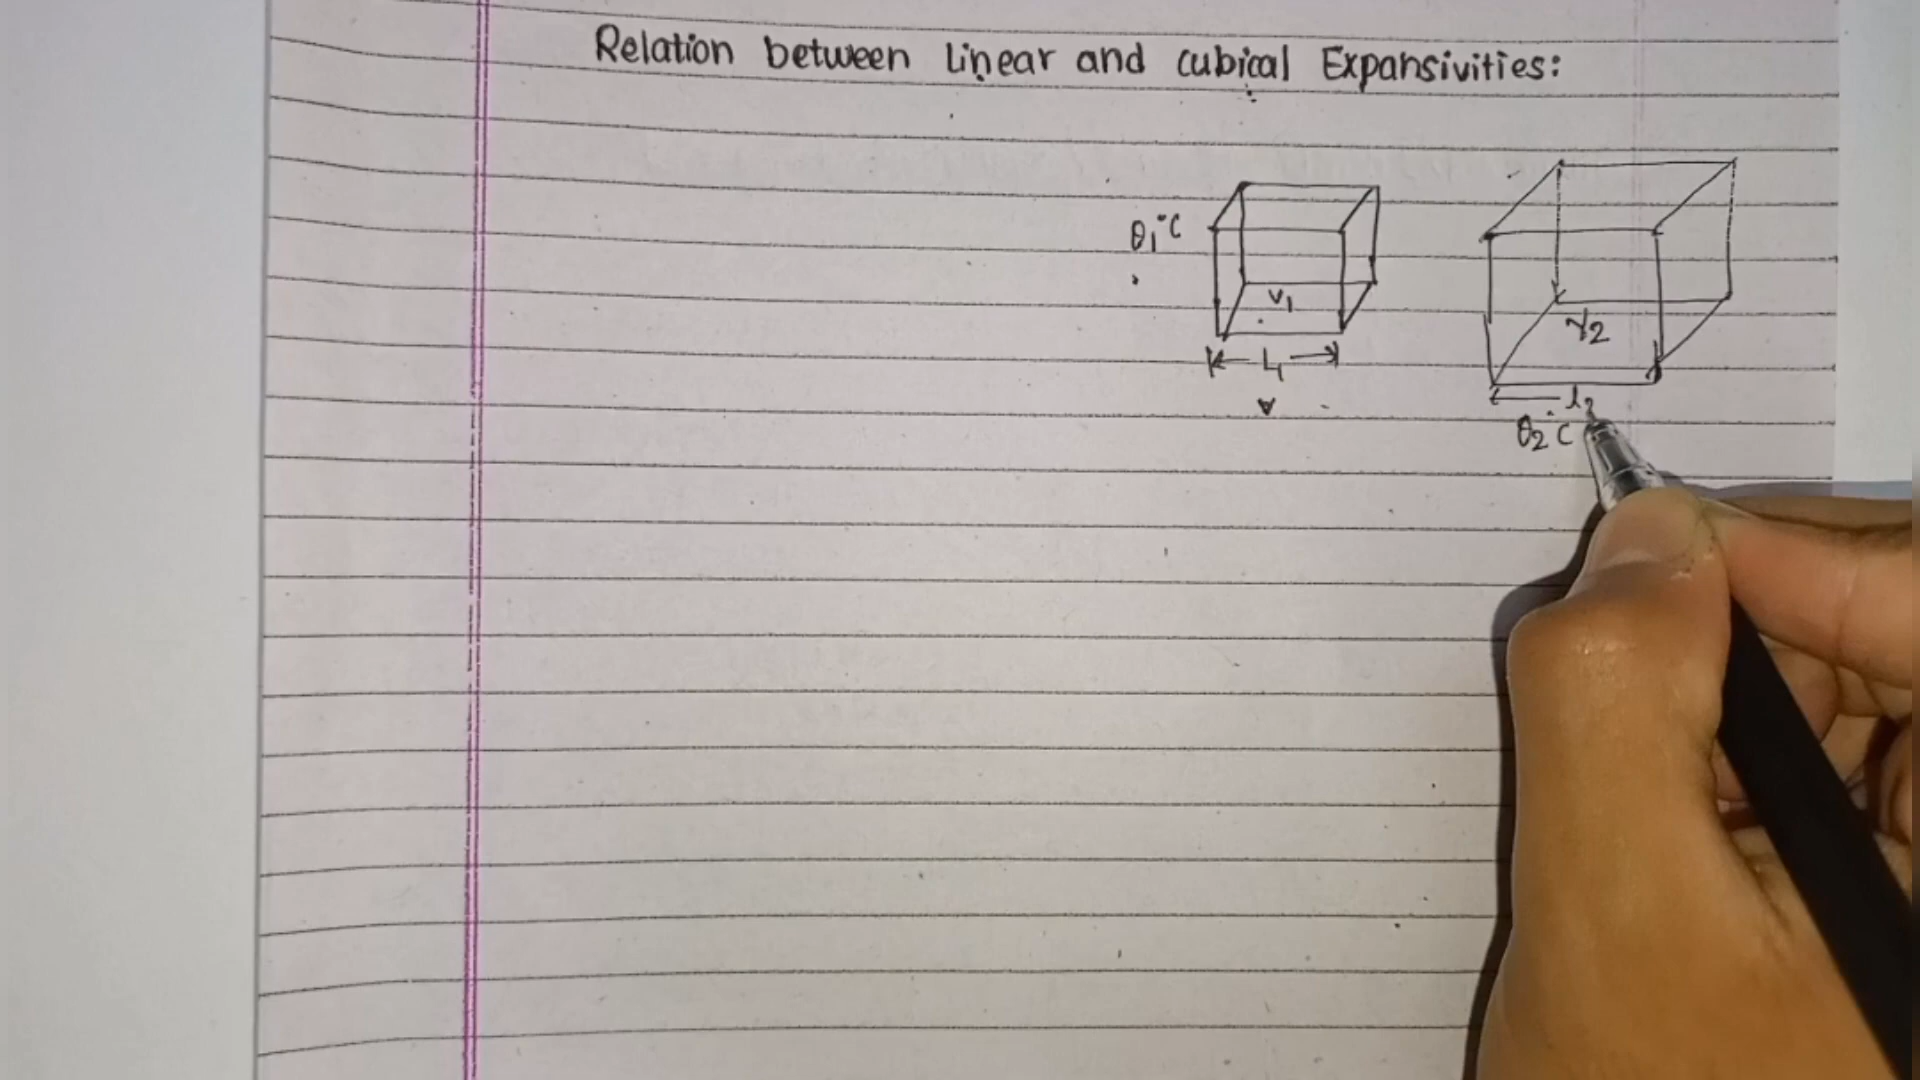 Relation between Linear and cubical Expansivities:
θ₁°C
V₁
L₁
V₂
l₂
θ₂°C